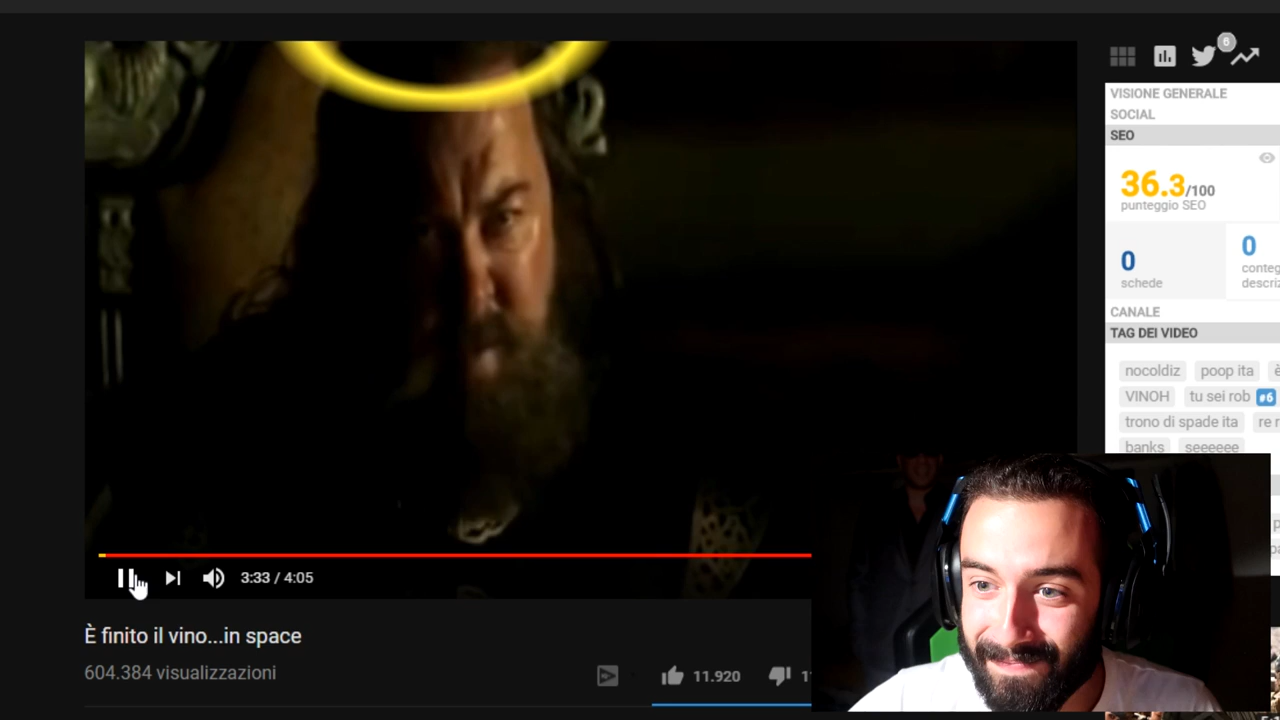 6
VISIONE GENERALE
SOCIAL
SEO
36.3/100
punteggio SEO
0
schede
0
CANALE
TAG DEI VIDEO
nocoldiz poop ita
VINOH tu sei rob #6
trono di spade ita
banks seeeeee
3:33 / 4:05
È finito il vino...in space
604.384 visualizzazioni
11.920